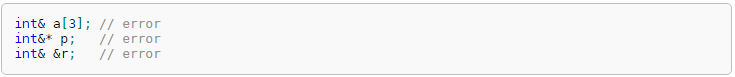 int& a[3]; // error
int&* p;   // error
int& &r;   // error